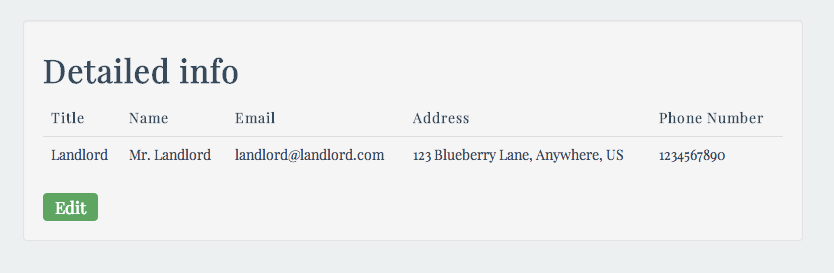 Detailed info
Title Name Email Address Phone Number
Landlord Mr. Landlord landlord@landlord.com 123 Blueberry Lane, Anywhere, US 1234567890
Edit